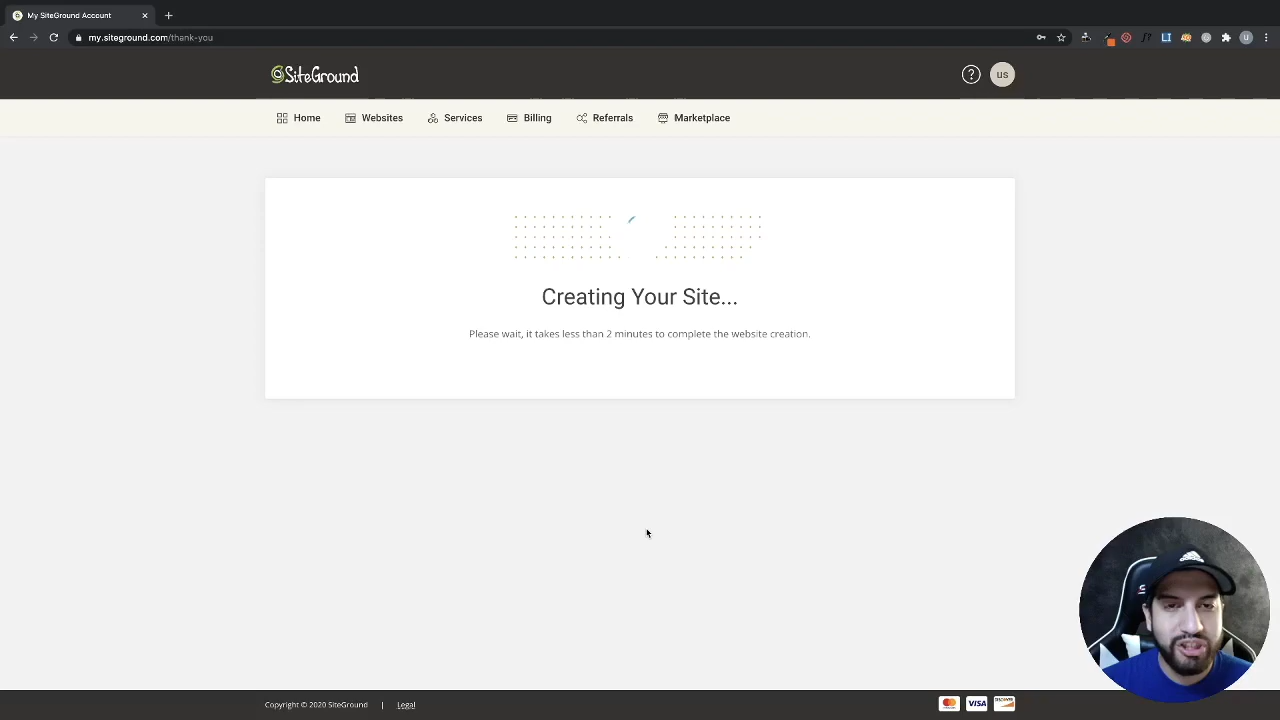 My SiteGround Account
my.siteground.com/thank-you
SiteGround
us
Home
Websites
Services
Billing
Referrals
Marketplace
Creating Your Site...
Please wait, it takes less than 2 minutes to complete the website creation.
Copyright © 2020 SiteGround | Legal
VISA